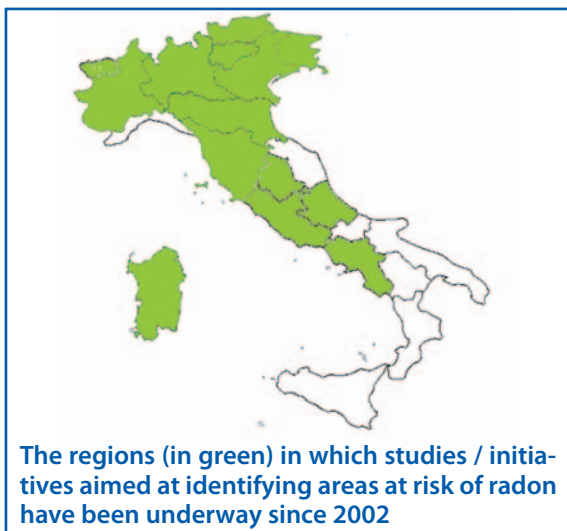 The regions (in green) in which studies / initia-
tives aimed at identifying areas at risk of radon
have been underway since 2002